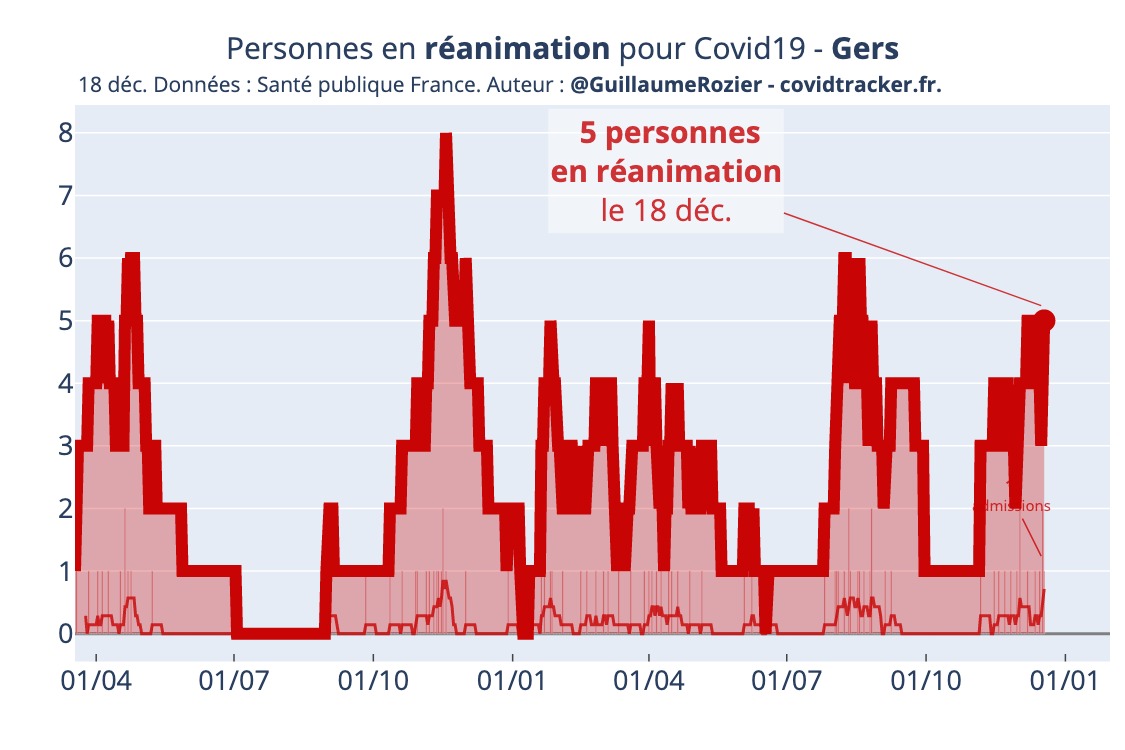 Personnes en réanimation pour Covid19 - Gers
18 déc. Données : Santé publique France. Auteur : @GuillaumeRozier - covidtracker.fr.
5 personnes
en réanimation
le 18 déc.
8
7
6
5
4
3
2
1
0
admissions
01/04 01/07 01/10 01/01 01/04 01/07 01/10 01/01